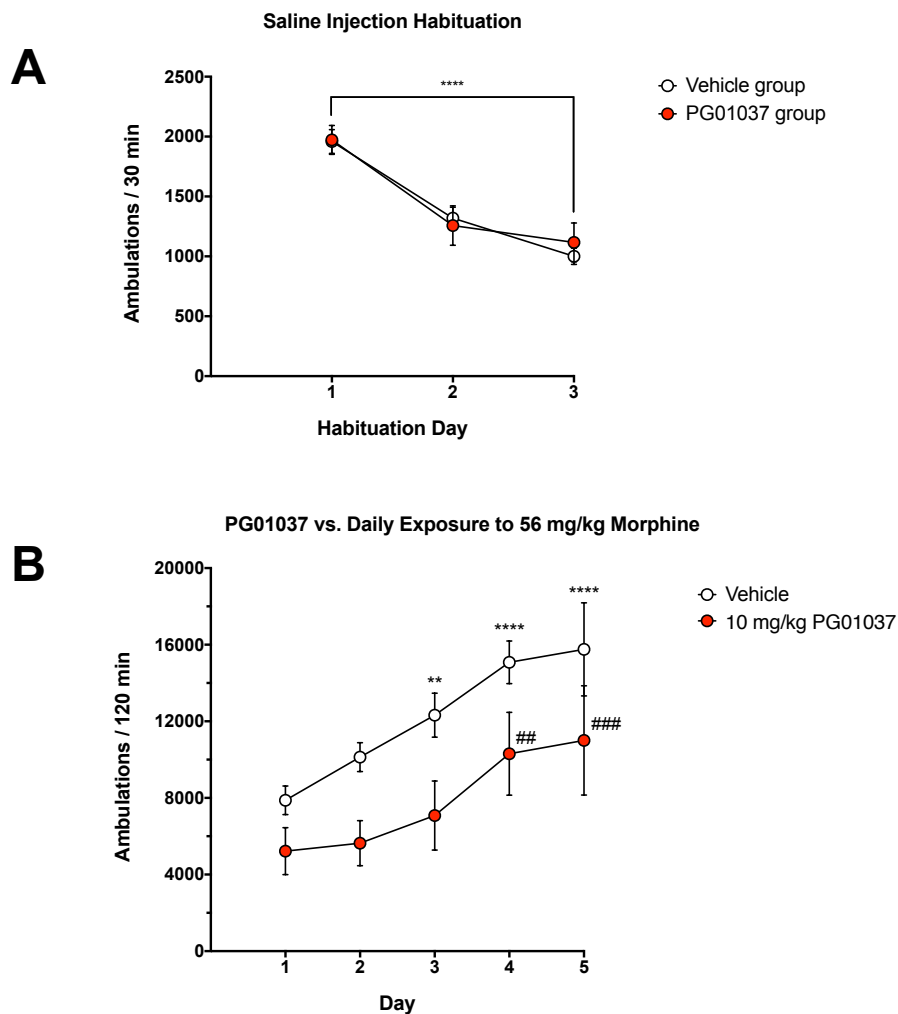 Saline Injection Habituation
A
2500
2000
1500
1000
500
0
****
Vehicle group
PG01037 group
Ambulations / 30 min
1 2 3
Habituation Day
PG01037 vs. Daily Exposure to 56 mg/kg Morphine
B
20000
16000
12000
8000
4000
0
**
****
****
##
###
Vehicle
10 mg/kg PG01037
Ambulations / 120 min
1 2 3 4 5
Day